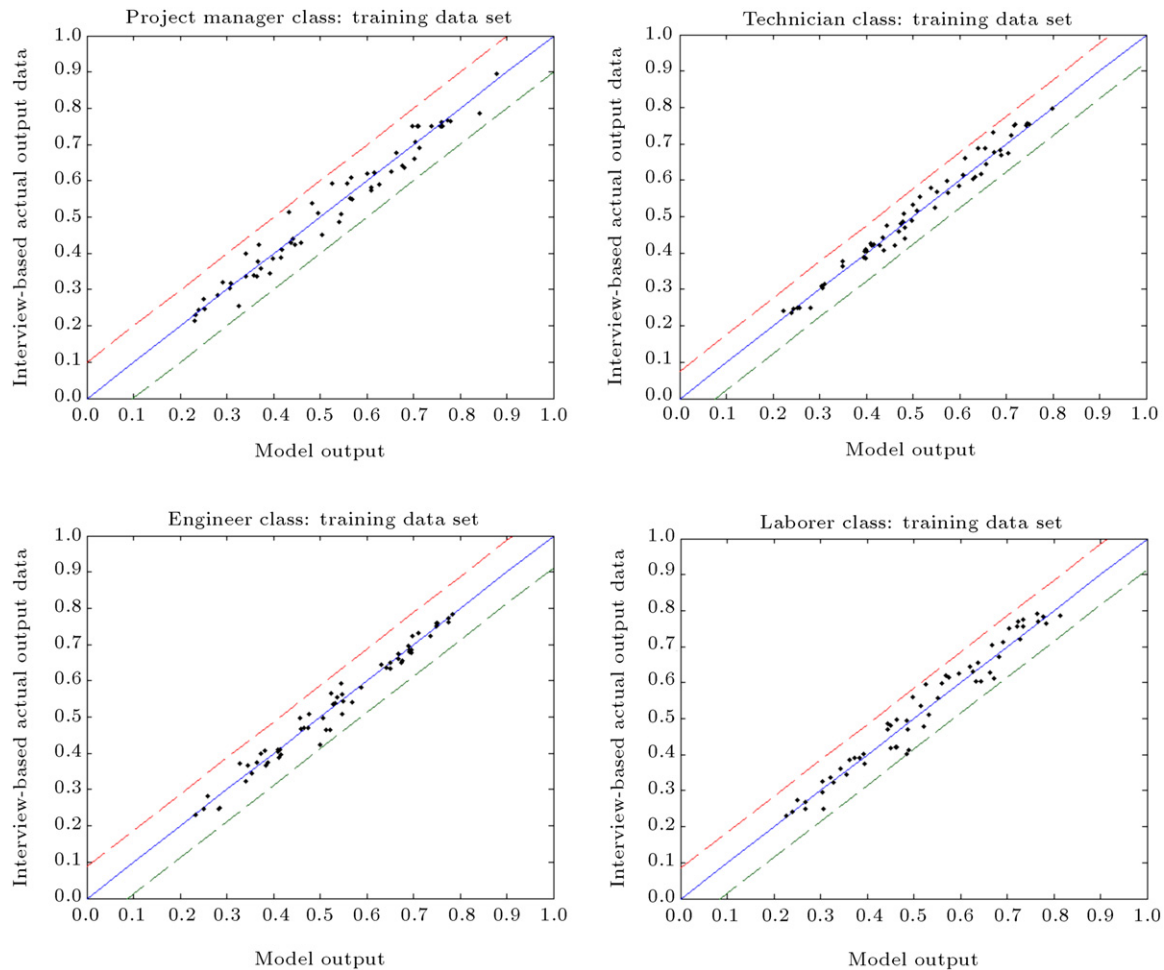 Project manager class: training data set
Interview-based actual output data
1.0
0.9
0.8
0.7
0.6
0.5
0.4
0.3
0.2
0.1
0.0
0.0 0.1 0.2 0.3 0.4 0.5 0.6 0.7 0.8 0.9 1.0
Model output
Technician class: training data set
Interview-based actual output data
1.0
0.9
0.8
0.7
0.6
0.5
0.4
0.3
0.2
0.1
0.0
0.0 0.1 0.2 0.3 0.4 0.5 0.6 0.7 0.8 0.9 1.0
Model output
Engineer class: training data set
Interview-based actual output data
1.0
0.9
0.8
0.7
0.6
0.5
0.4
0.3
0.2
0.1
0.0
0.0 0.1 0.2 0.3 0.4 0.5 0.6 0.7 0.8 0.9 1.0
Model output
Laborer class: training data set
Interview-based actual output data
1.0
0.9
0.8
0.7
0.6
0.5
0.4
0.3
0.2
0.1
0.0
0.0 0.1 0.2 0.3 0.4 0.5 0.6 0.7 0.8 0.9 1.0
Model output